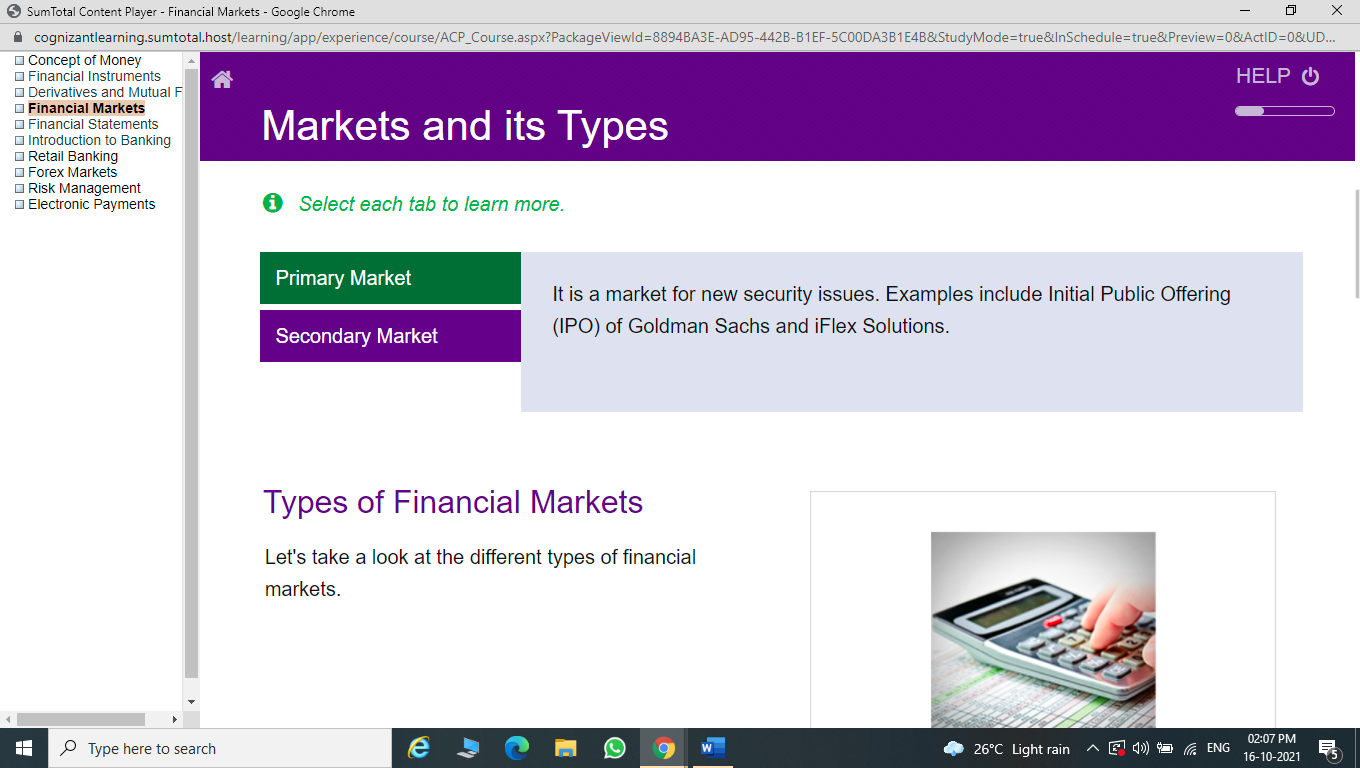 SumTotal Content Player - Financial Markets - Google Chrome
cognizantlearning.sumtotal.host/learning/app/experience/course/ACP_Course.aspx?PackageViewId=8894BA3E-AD95-442B-B1EF-5C00DA3B1E4B&StudyMode=true&InSchedule=true&Preview=0&ActID=0&UD...
Concept of Money
Financial Instruments
Derivatives and Mutual F
Financial Markets
Financial Statements
Introduction to Banking
Retail Banking
Forex Markets
Risk Management
Electronic Payments
HELP
Markets and its Types
Select each tab to learn more.
Primary Market
Secondary Market
It is a market for new security issues. Examples include Initial Public Offering
(IPO) of Goldman Sachs and iFlex Solutions.
Types of Financial Markets
Let's take a look at the different types of financial
markets.
Type here to search
26°C Light rain
ENG
02:07 PM
16-10-2021
5